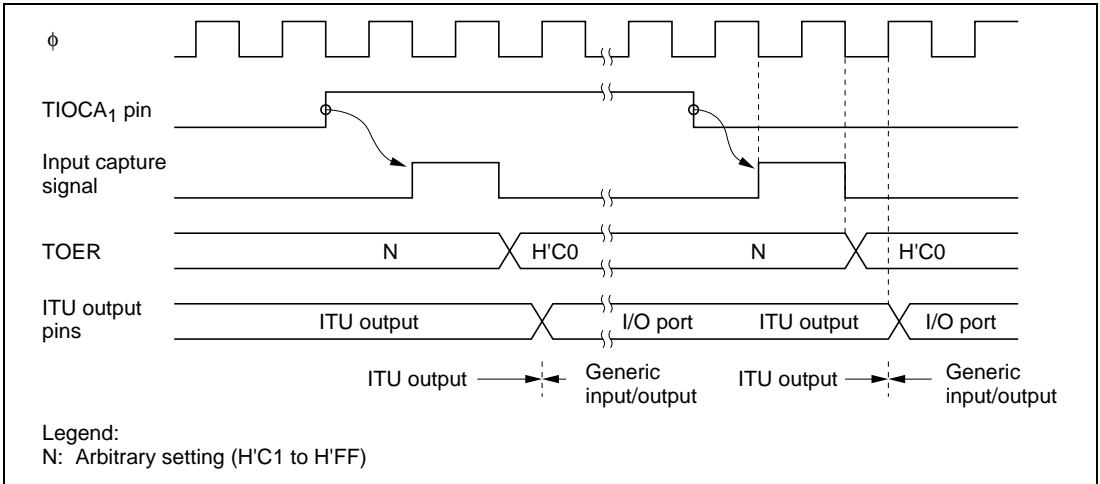 ϕ
TIOCA1 pin
Input capture
signal
TOER N H'C0 N H'C0
ITU output
pins
ITU output I/O port ITU output I/O port
ITU output Generic
input/output
ITU output Generic
input/output
Legend:
N: Arbitrary setting (H'C1 to H'FF)